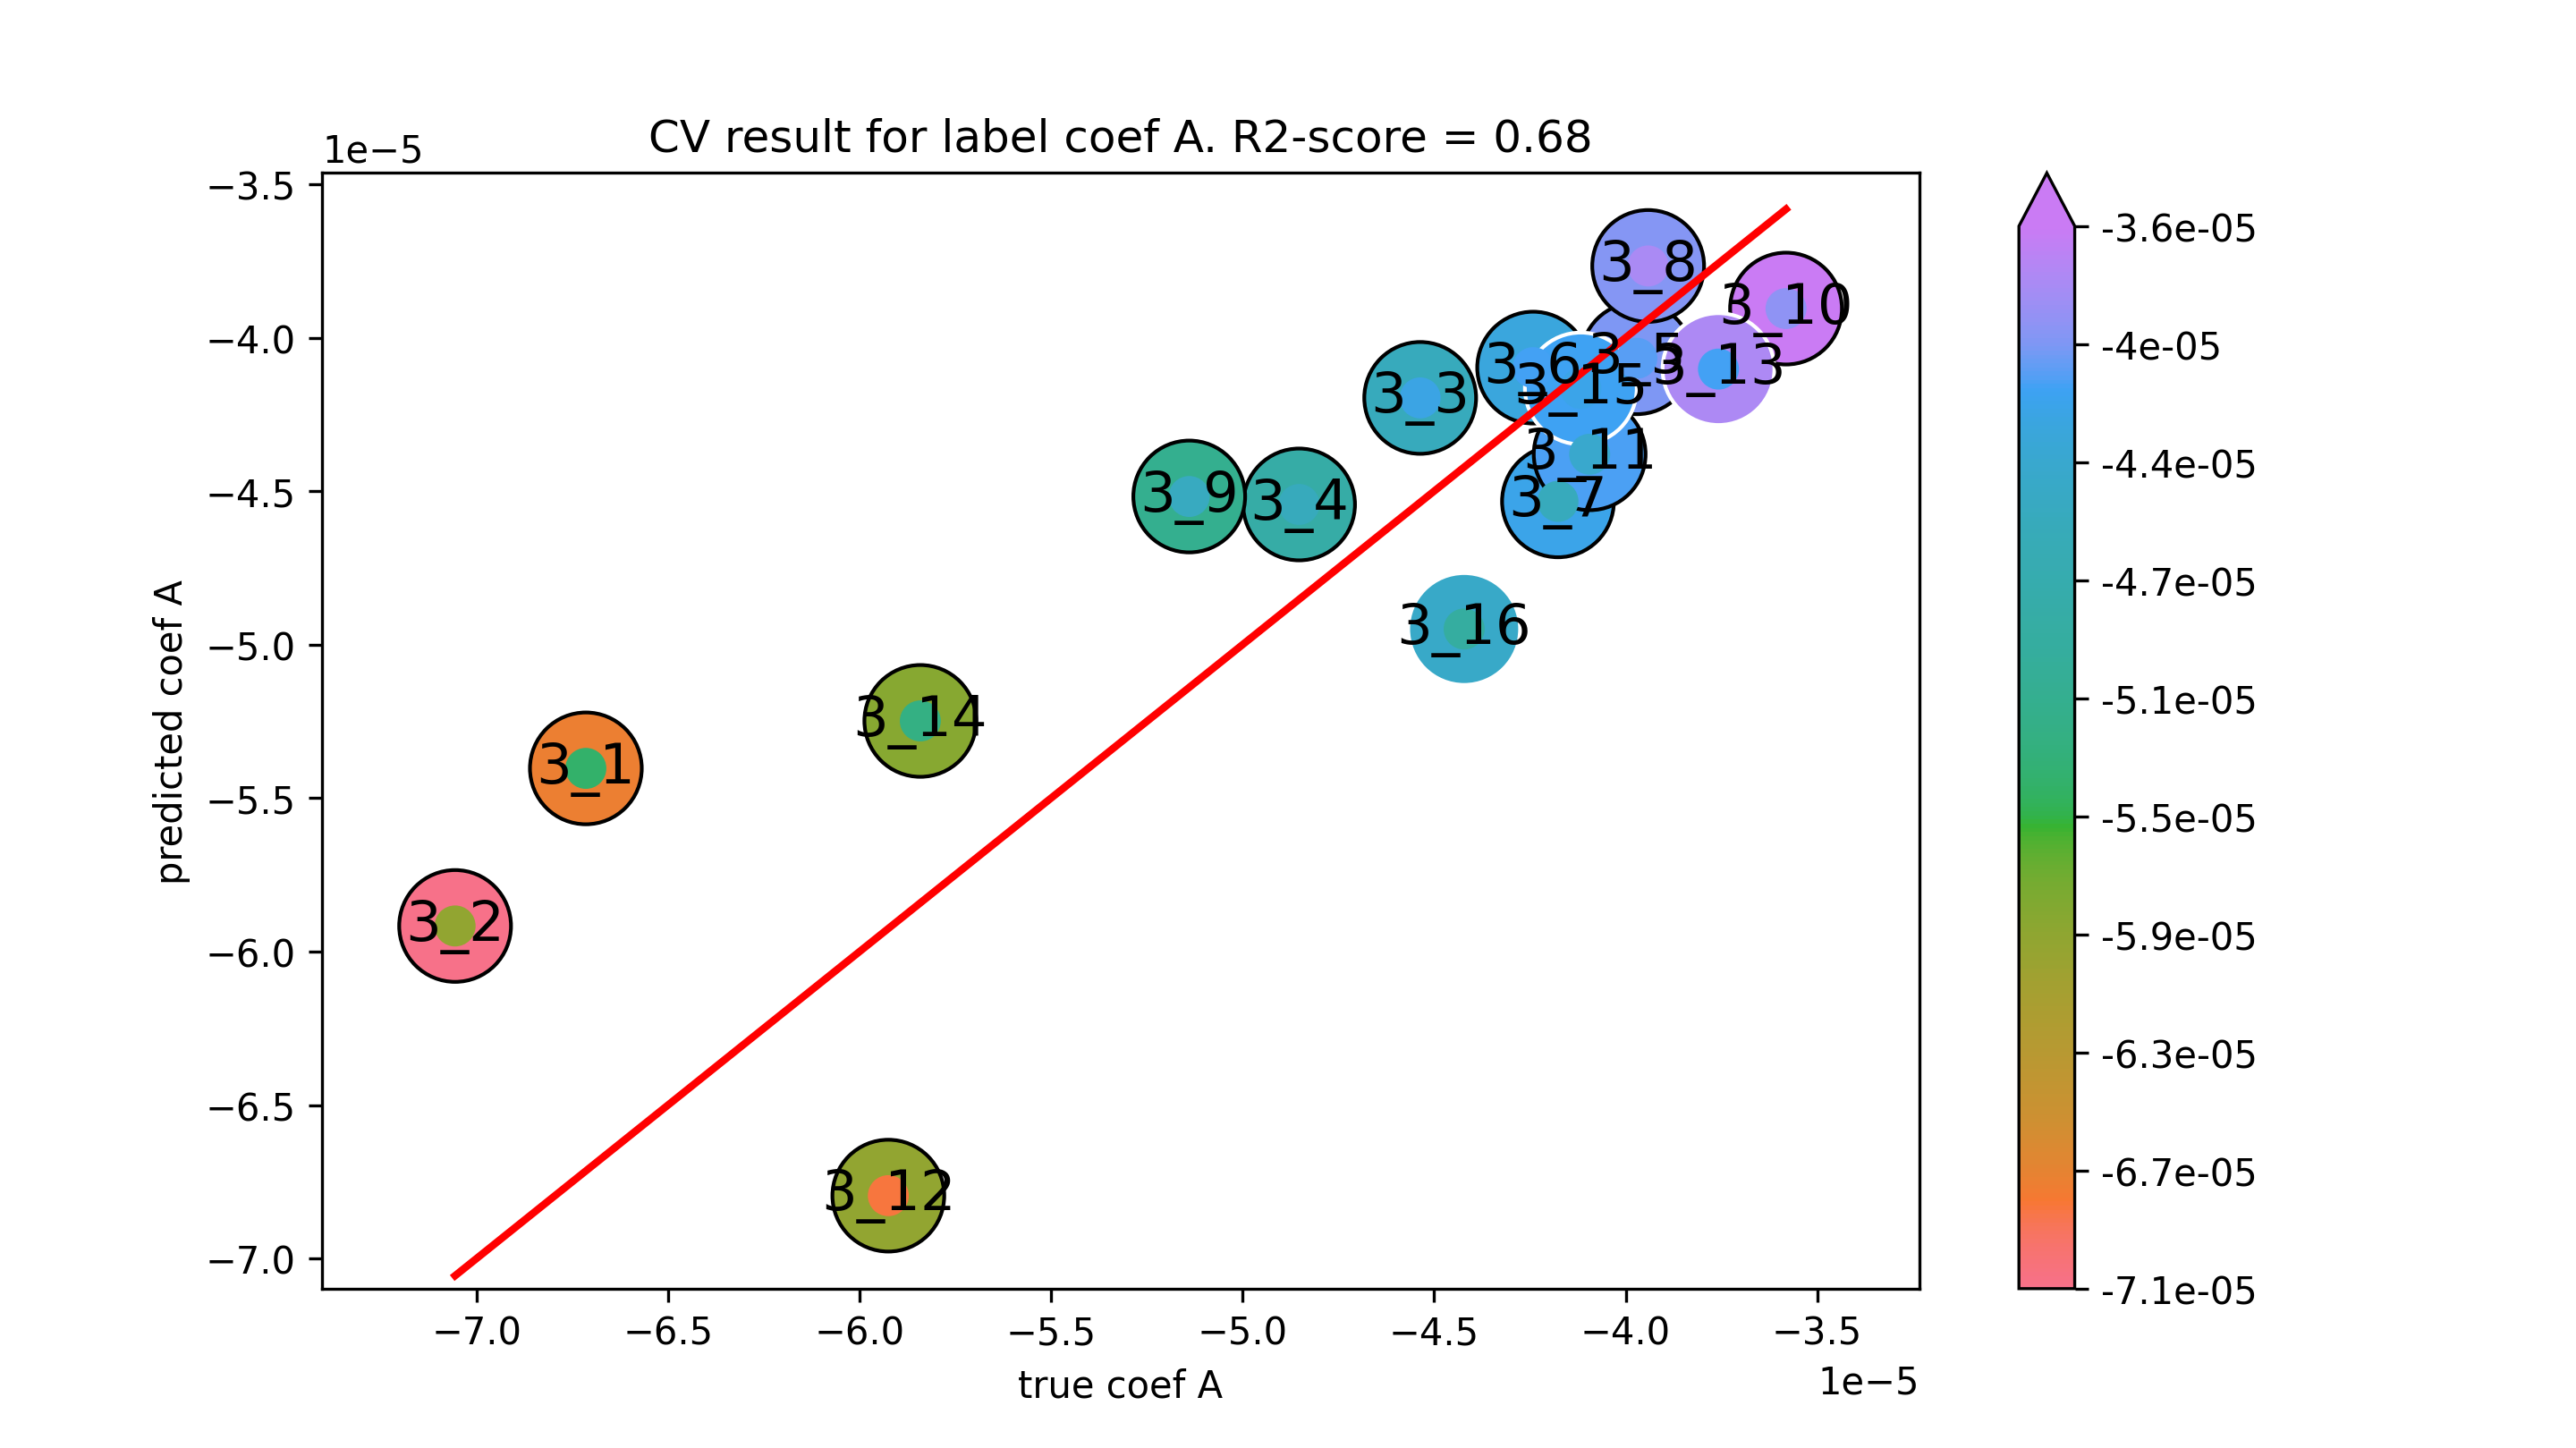 CV result for label coef A. R2-score = 0.68
1e−5
−3.5
−4.0
−4.5
−5.0
−5.5
−6.0
−6.5
−7.0
predicted coef A
3_8
3_10
3_6
3_5
3_13
3_15
3_3
3_11
3_9
3_4
3_7
3_16
3_14
3_1
3_2
3_12
−7.0
−6.5
−6.0
−5.5
−5.0
−4.5
−4.0
−3.5
1e−5
true coef A
-3.6e-05
-4e-05
-4.4e-05
-4.7e-05
-5.1e-05
-5.5e-05
-5.9e-05
-6.3e-05
-6.7e-05
-7.1e-05